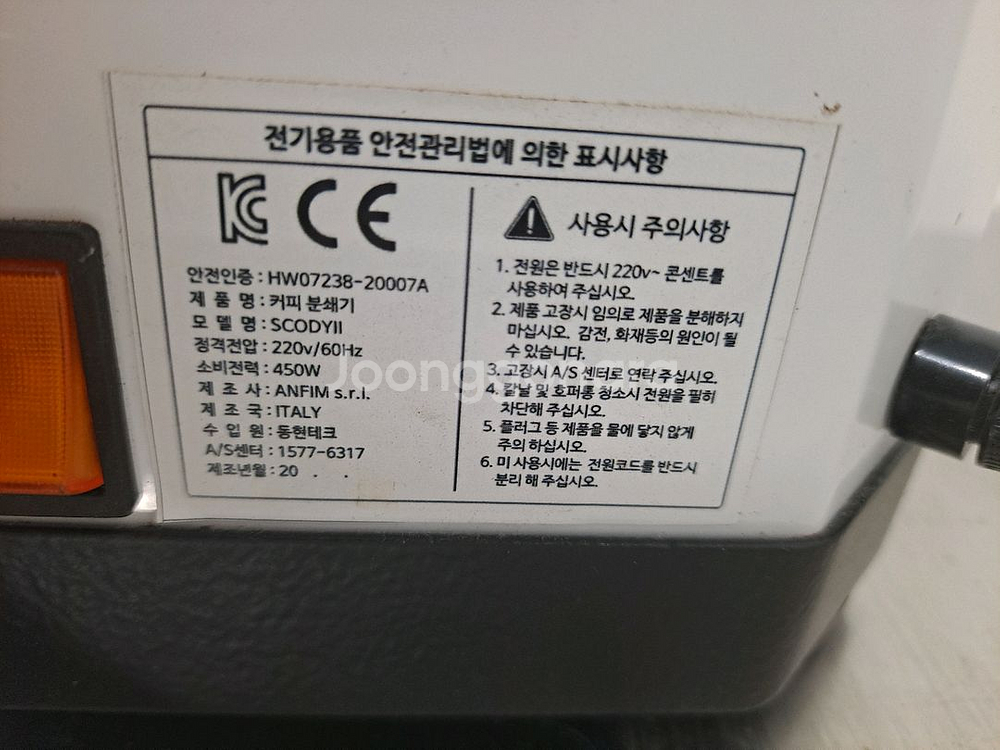 전기용품 안전관리법에 의한 표시사항
KC CE
안전인증 : HW07238-20007A
제 품 명 : 커피 분쇄기
모 델 명 : SCODYII
정격전압 : 220v/60Hz
소비전력 : 450W
제 조 사 : ANFIM s.r.l.
제 조 국 : ITALY
수 입 원 : 동현테크
A/S센터 : 1577-6317
제조년월 : 20 . .
사용시 주의사항
1. 전원은 반드시 220v~ 콘센트를
사용하여 주십시오.
2. 제품 고장시 임의로 제품을 분해하지
마십시오. 감전, 화재등의 원인이 될
수 있습니다.
3. 고장시 A/S 센터로 연락 주십시오.
4. 칼날 및 호퍼통 청소시 전원을 필히
차단해 주십시오.
5. 플러그 등 제품을 물에 닿지 않게
주의 하십시오.
6. 미 사용시에는 전원코드를 반드시
분리 해 주십시오.